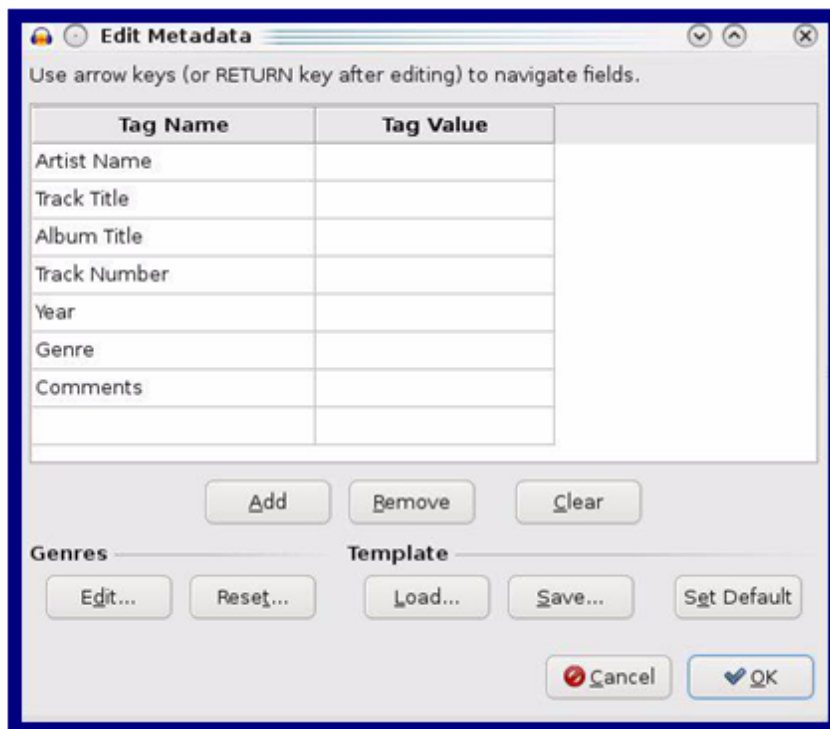 Edit Metadata
Use arrow keys (or RETURN key after editing) to navigate fields.
Tag Name Tag Value
Artist Name
Track Title
Album Title
Track Number
Year
Genre
Comments
Add Remove Clear
Genres Template
Edit... Reset... Load... Save... Set Default
Cancel OK